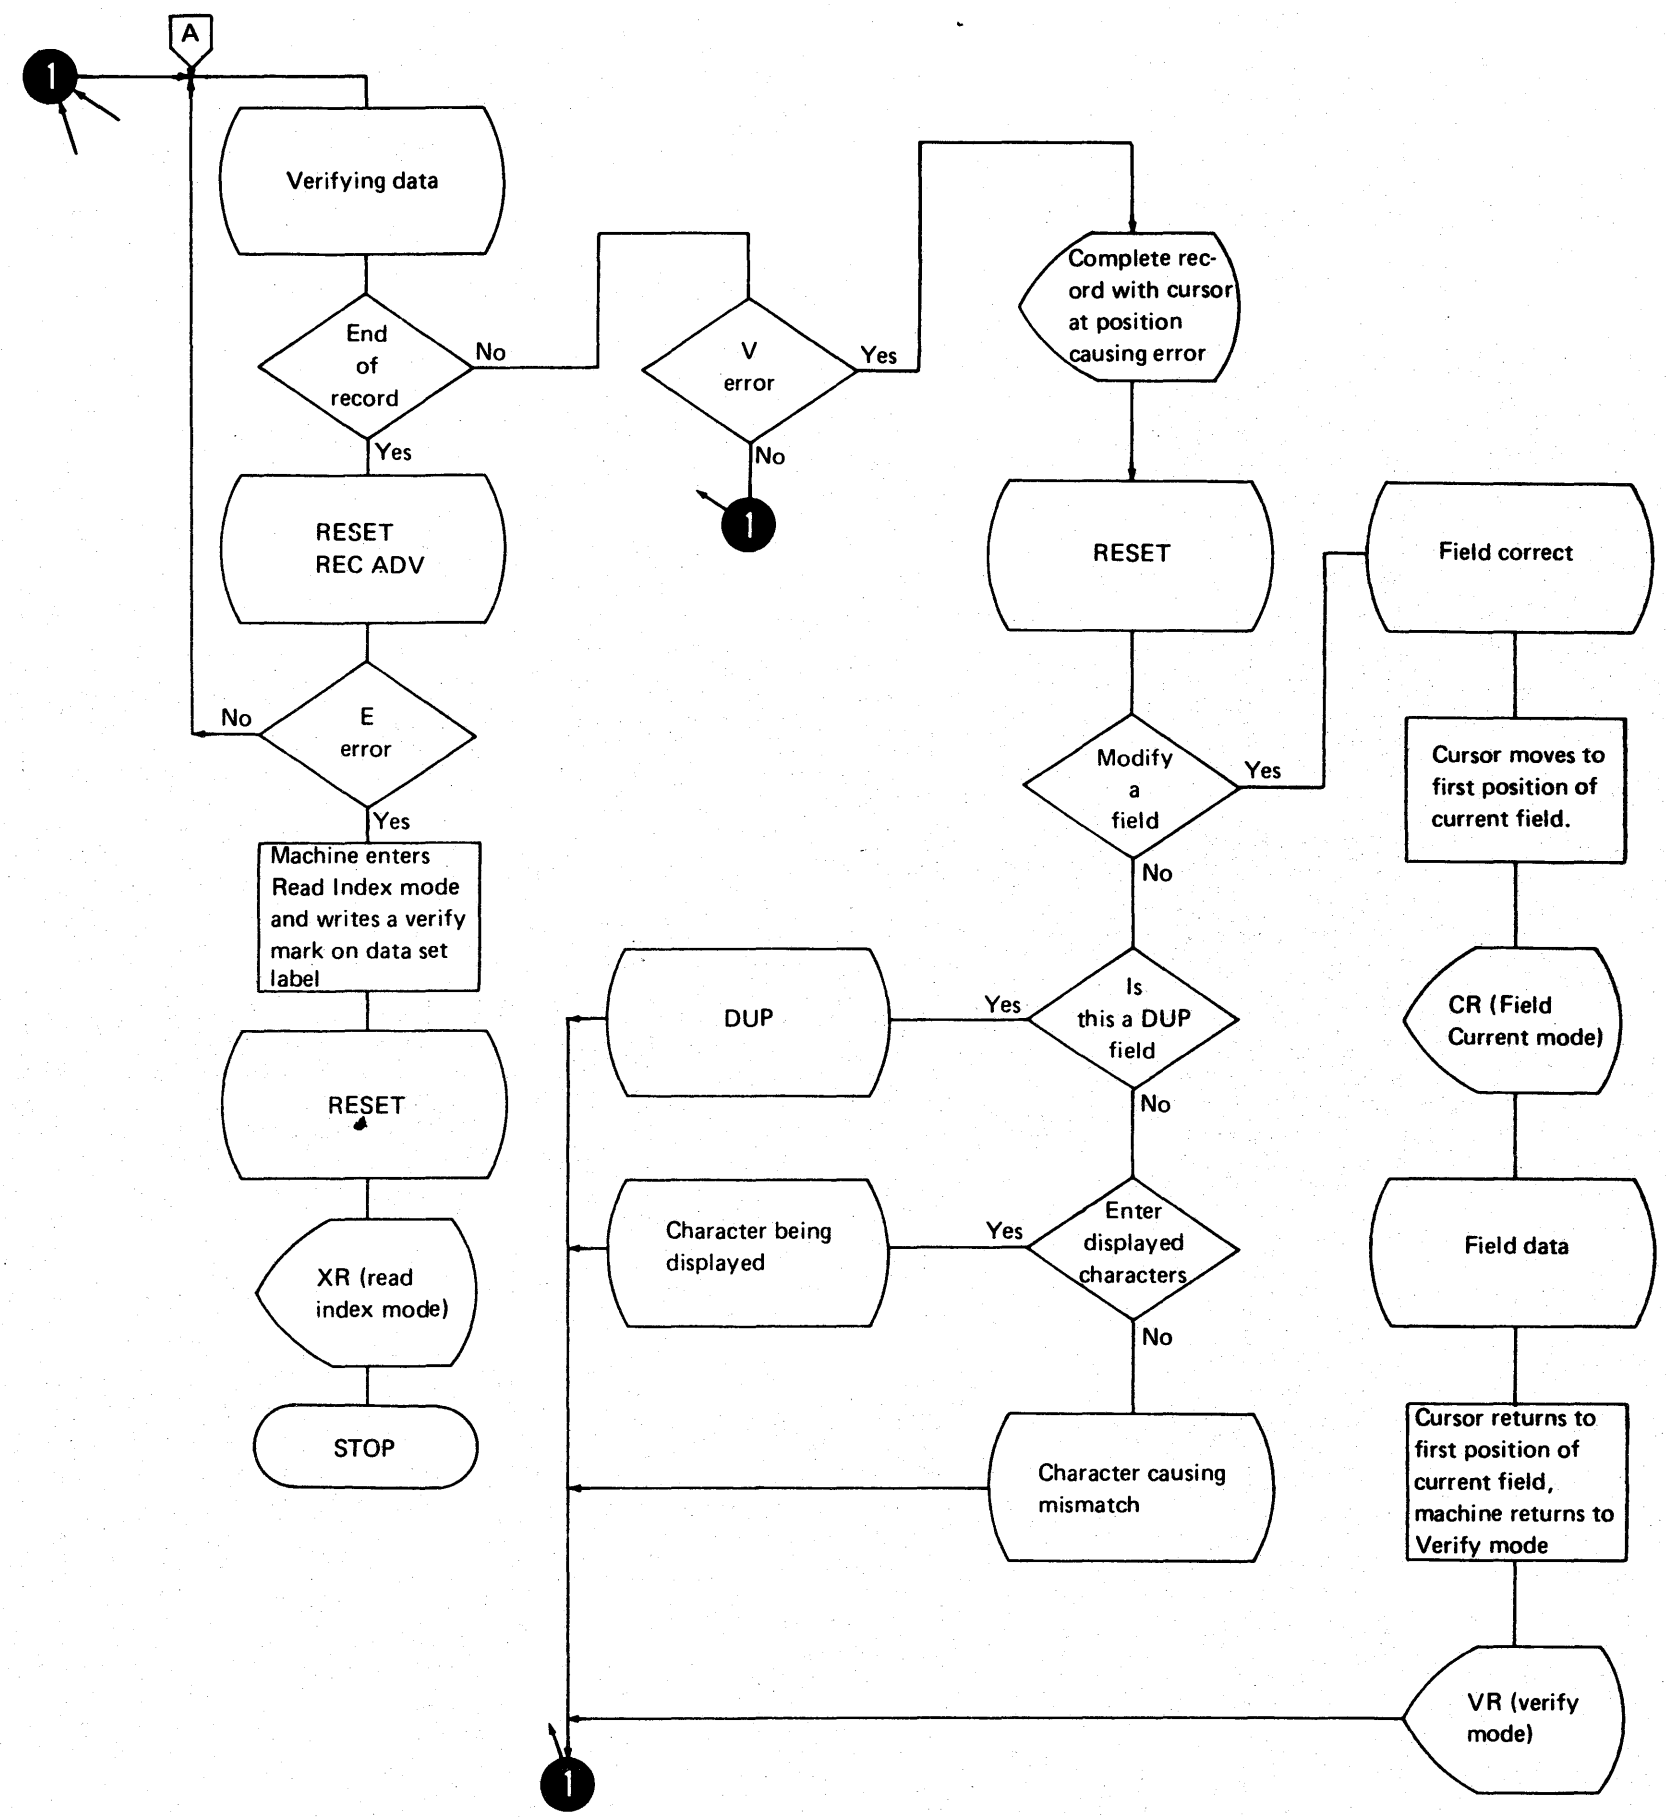 A
1
Verifying data
End
of
record
No
Yes
RESET
REC ADV
E
error
No
Yes
Machine enters
Read Index mode
and writes a verify
mark on data set
label
RESET
XR (read
index mode)
STOP
V
error
Yes
No
1
Complete rec-
ord with cursor
at position
causing error
RESET
Modify
a
field
Yes
No
Is
this a DUP
field
Yes
No
DUP
Enter
displayed
characters
Yes
No
Character being
displayed
Character causing
mismatch
Field correct
Cursor moves to
first position of
current field.
CR (Field
Current mode)
Field data
Cursor returns to
first position of
current field,
machine returns to
Verify mode
VR (verify
mode)
1